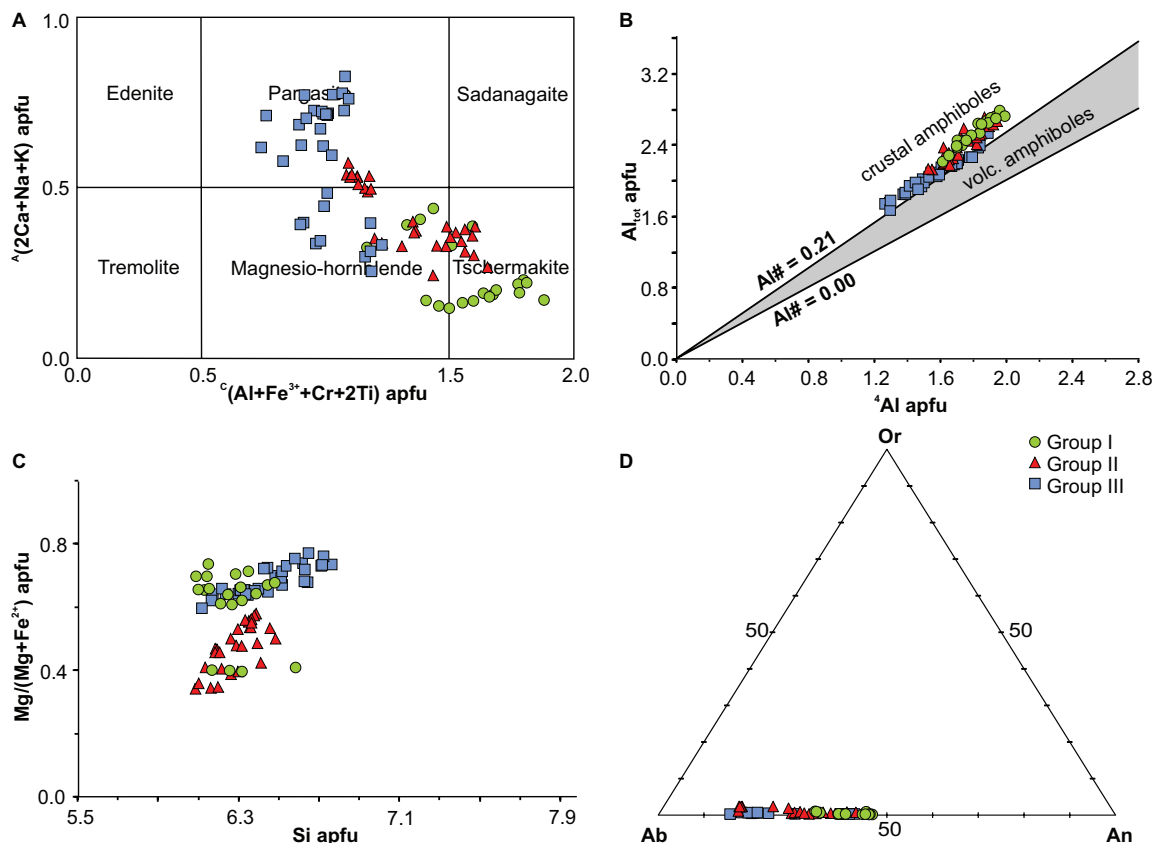 A
1.0
0.5
0.0
ᴬ(2Ca+Na+K) apfu
Edenite
Pargasite
Sadanagaite
Tremolite
Magnesio-hornblende
Tschermakite
0.0
0.5
1.5
2.0
ᶜ(Al+Fe³⁺+Cr+2Ti) apfu
B
3.2
2.4
1.6
0.8
0.0
Alₜₒₜ apfu
crustal amphiboles
volc. amphiboles
Al# = 0.21
Al# = 0.00
0.0
0.4
0.8
1.2
1.6
2.0
2.4
2.8
⁴Al apfu
C
0.8
0.4
0.0
Mg/(Mg+Fe²⁺) apfu
5.5
6.3
7.1
7.9
Si apfu
D
Or
Group I
Group II
Group III
50
50
Ab
50
An